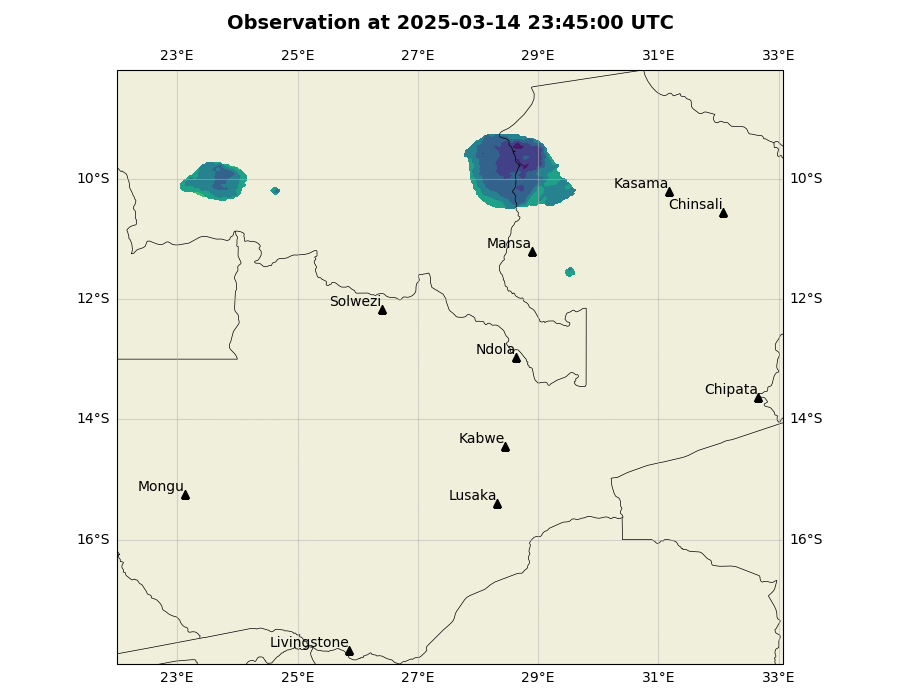 Observation at 2025-03-14 23:45:00 UTC
23°E 25°E 27°E 29°E 31°E 33°E
10°S 10°S
Kasama
Chinsali
Mansa
12°S 12°S
Solwezi
Ndola
Chipata
14°S 14°S
Kabwe
Mongu
Lusaka
16°S 16°S
Livingstone
23°E 25°E 27°E 29°E 31°E 33°E